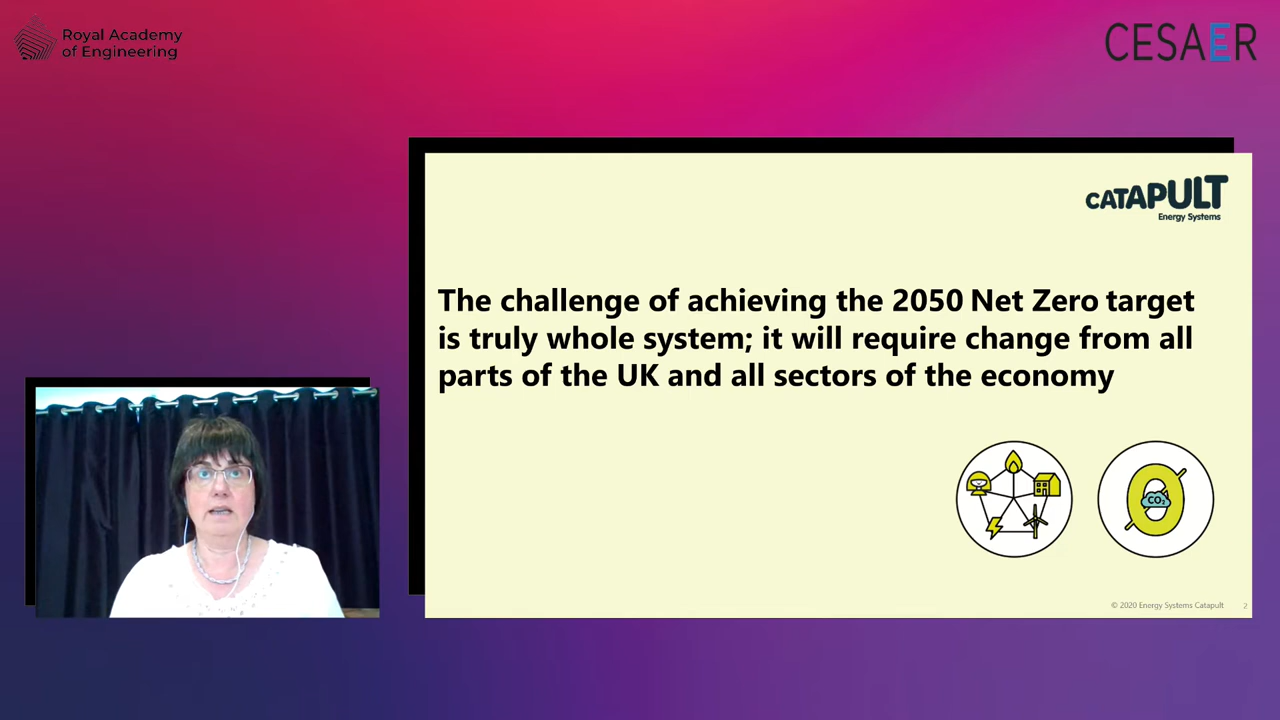 Royal Academy
of Engineering
CESAER
CATAPULT
Energy Systems
The challenge of achieving the 2050 Net Zero target
is truly whole system; it will require change from all
parts of the UK and all sectors of the economy
CO₂
© 2020 Energy Systems Catapult 2